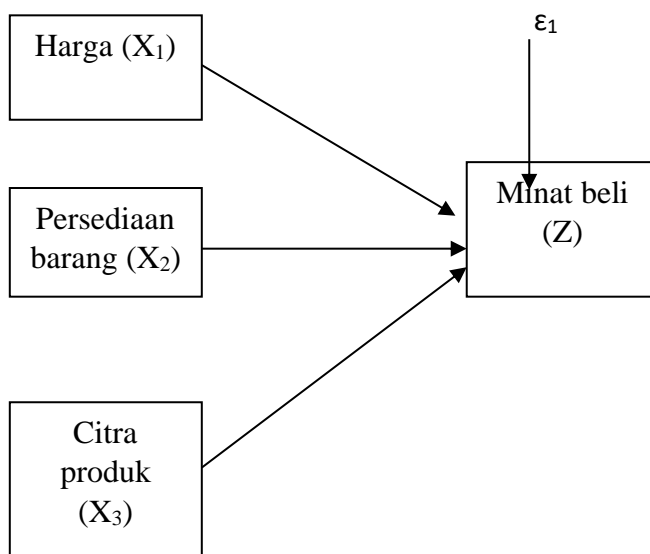 Harga (X₁)
ε₁
Persediaan
barang (X₂)
Minat beli
(Z)
Citra
produk
(X₃)